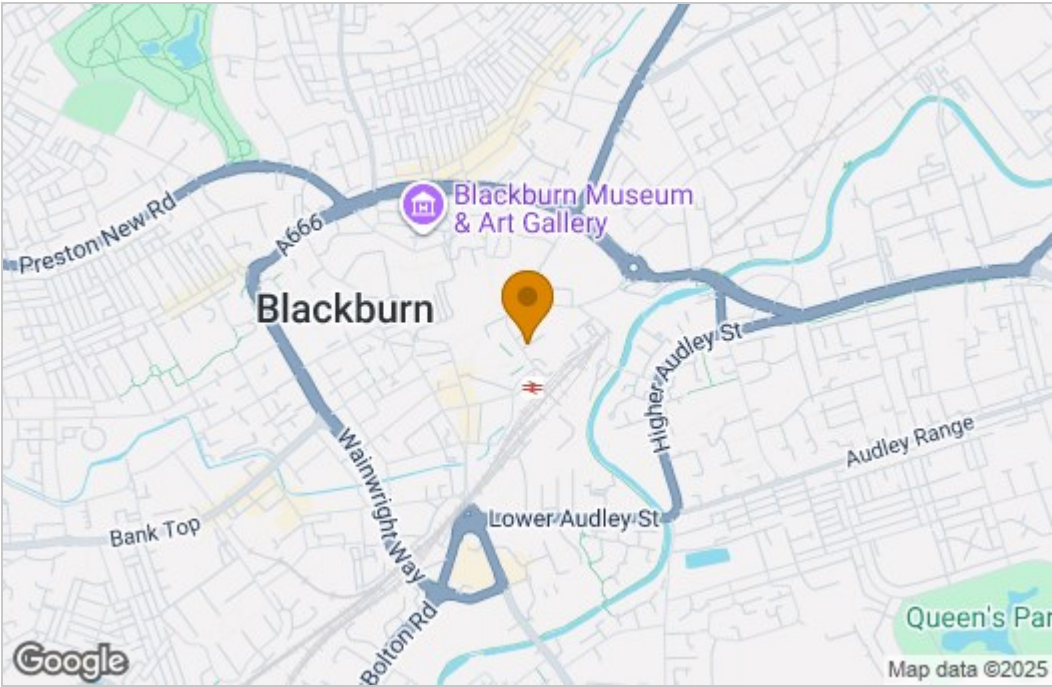 Blackburn Museum
& Art Gallery
Preston New Rd
A666
Blackburn
Higher Audley St
Audley Range
Wainwright Way
Lower Audley St
Bank Top
Bolton Rd
Queen's Par
Google
Map data ©2025